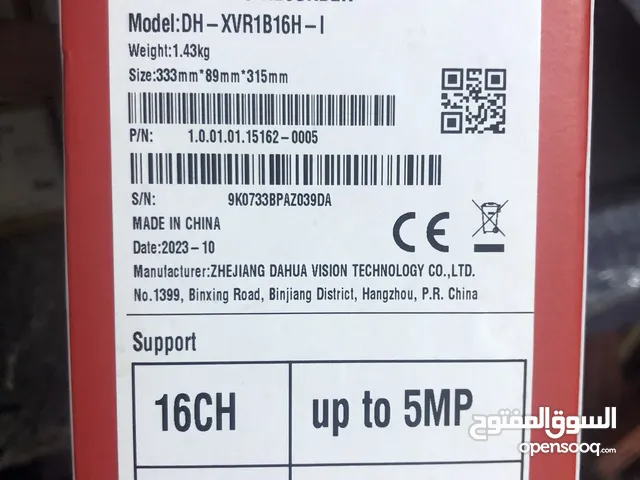 Model:DH-XVR1B16H-I
Weight:1.43kg
Size:333mm*89mm*315mm
P/N: 1.0.01.01.15162-0005
S/N: 9K0733BPAZ039DA
MADE IN CHINA
Date:2023-10
CE
Manufacturer:ZHEJIANG DAHUA VISION TECHNOLOGY CO.,LTD.
No.1399, Binxing Road, Binjiang District, Hangzhou, P.R. China
Support
16CH up to 5MP
السوق المفتوح
opensooq.com